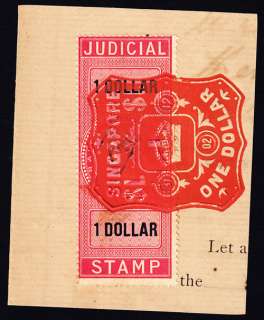 JUDICIAL
1 DOLLAR
SINGAPORE
ONE DOLLAR
1 DOLLAR
STAMP
Let a
the